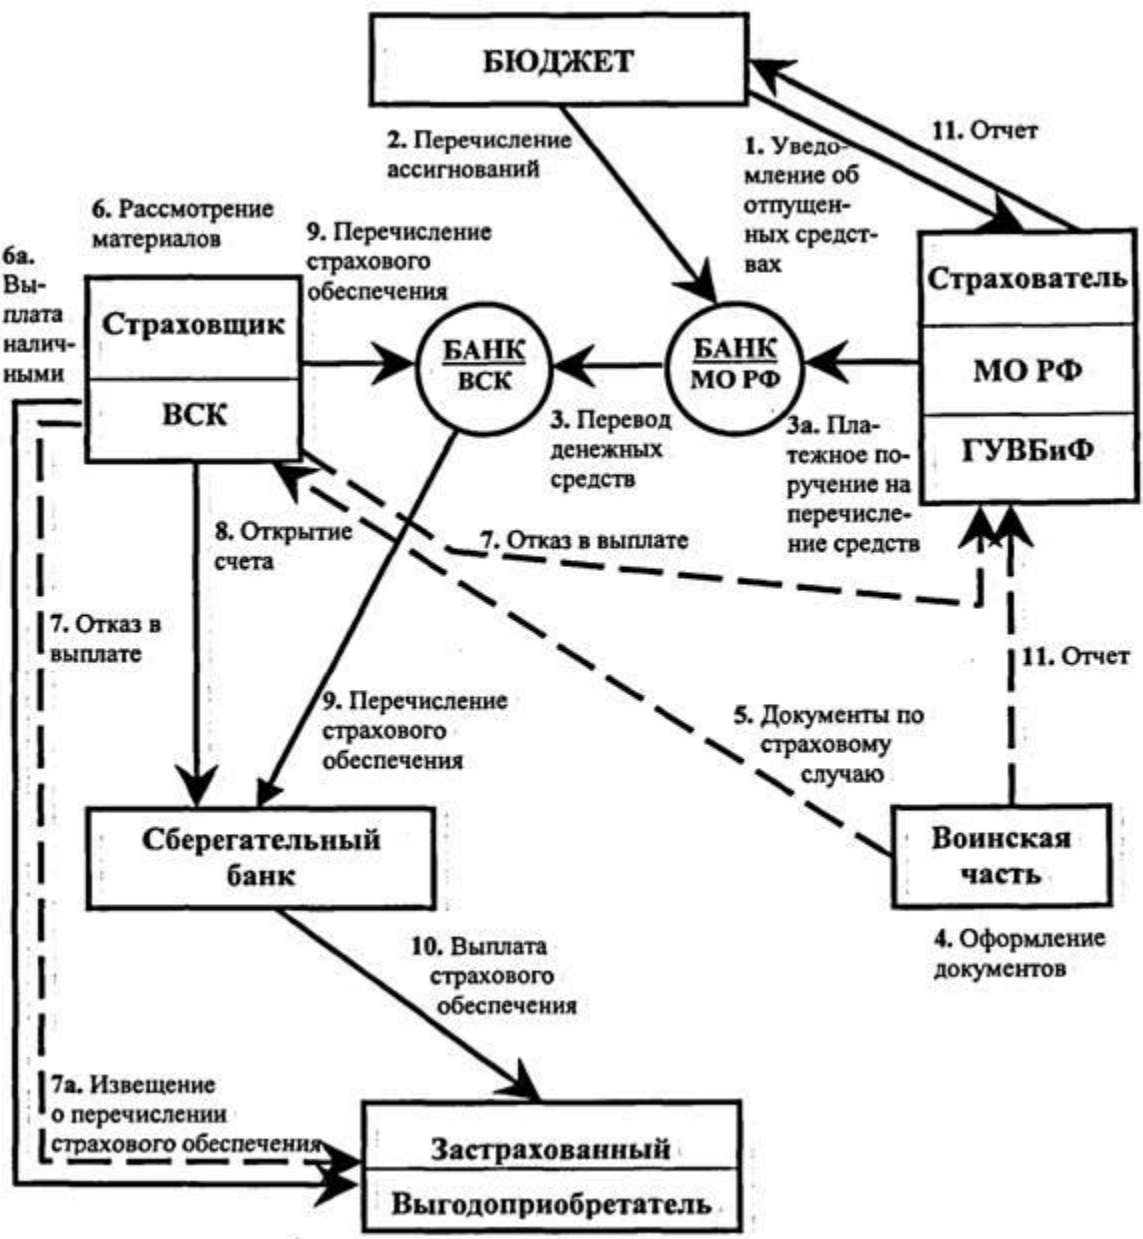 БЮДЖЕТ
2. Перечисление
ассигнований
1. Уведо-
млeние об
отпущен-
ных средст-
вах
11. Отчет
6. Рассмотрение
материалов
6а.
Вы-
плата
налич-
ными
9. Перечисление
страхового
обеспечения
Страховщик
ВСК
БАНК
ВСК
БАНК
МО РФ
Страхователь
МО РФ
ГУВБиФ
3. Перевод
денежных
средств
3а. Пла-
тежное по-
ручение на
перечисле-
ние средств
8. Открытие
счета
7. Отказ в выплате
7. Отказ в
выплате
11. Отчет
9. Перечисление
страхового
обеспечения
5. Документы по
страховому
случаю
Сберегательный
банк
Воинская
часть
4. Оформление
документов
10. Выплата
страхового
обеспечения
7а. Извещение
о перечислении
страхового обеспечения
Застрахованный
Выгодоприобретатель